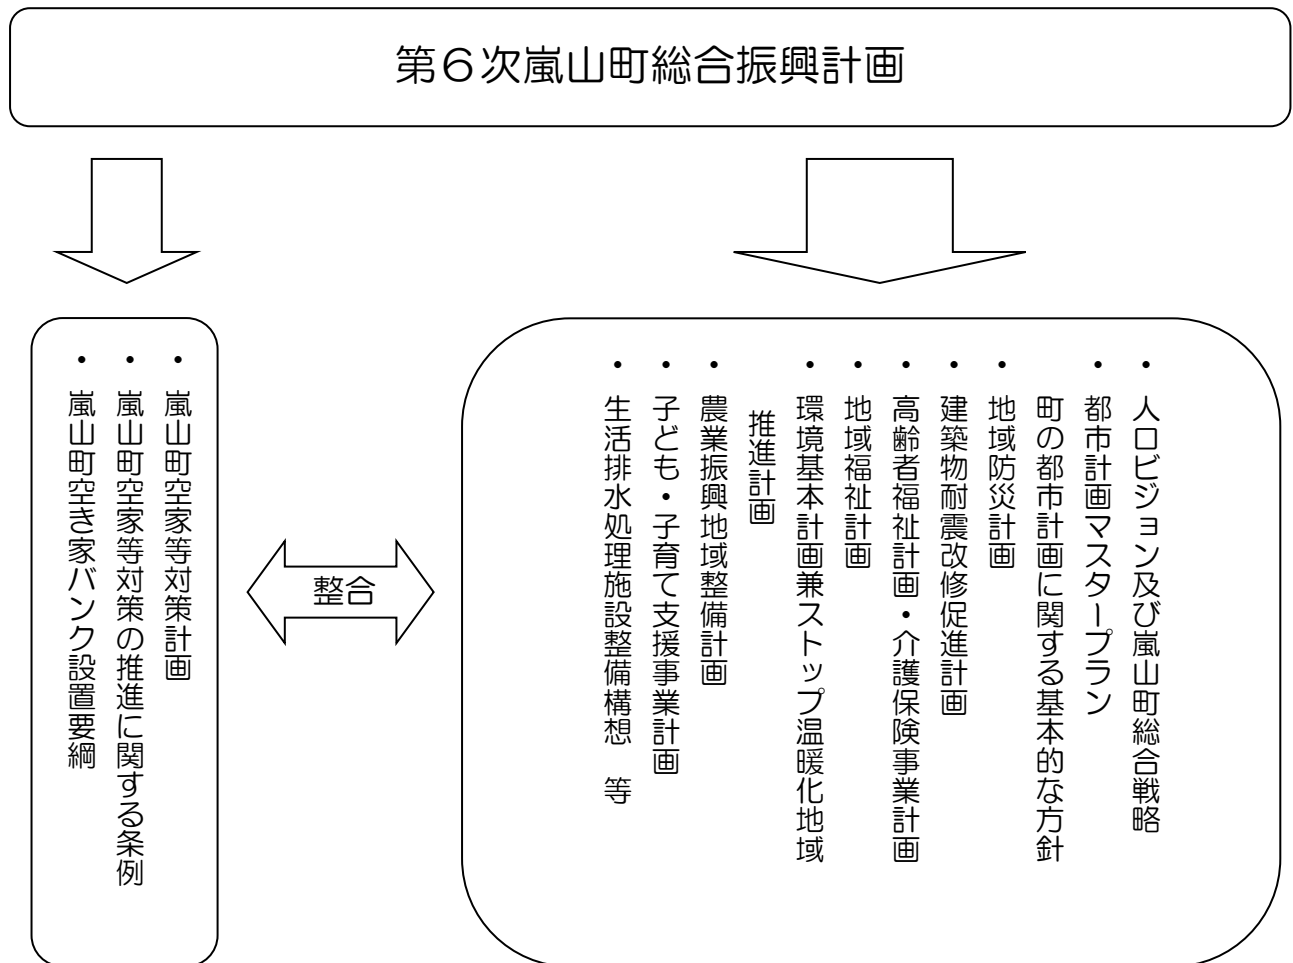 第６次嵐山町総合振興計画
・嵐山町空家等対策計画
・嵐山町空家等対策の推進に関する条例
・嵐山町空き家バンク設置要綱
整合
・人口ビジョン及び嵐山町総合戦略
・都市計画マスタープラン
町の都市計画に関する基本的な方針
・地域防災計画
・建築物耐震改修促進計画
・高齢者福祉計画・介護保険事業計画
・地域福祉計画
・環境基本計画兼ストップ温暖化地域
推進計画
・農業振興地域整備計画
・子ども・子育て支援事業計画
・生活排水処理施設整備構想　等